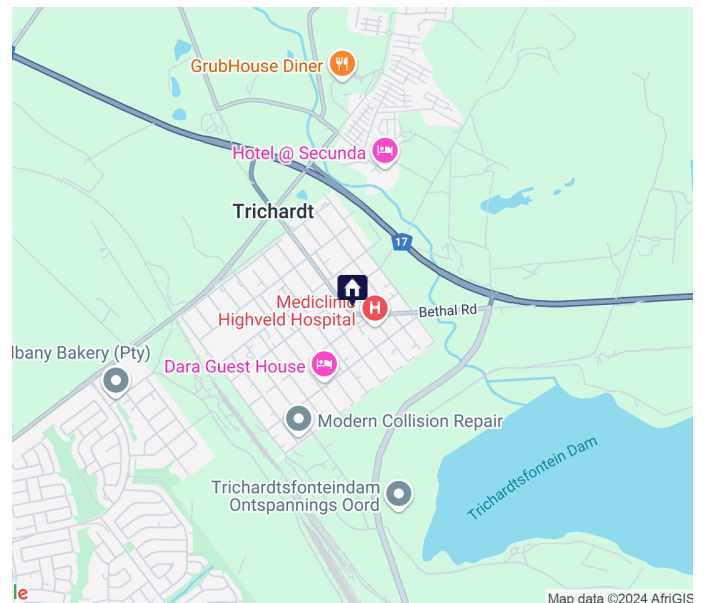 GrubHouse Diner
Hotel @ Secunda
Trichardt
17
Mediclinic
Highveld Hospital
H
Bethal Rd
lbany Bakery (Pty)
Dara Guest House
Modern Collision Repair
Trichardtsfontein Dam
Trichardtsfonteindam
Ontspannings Oord
le
Map data ©2024 AfriGIS